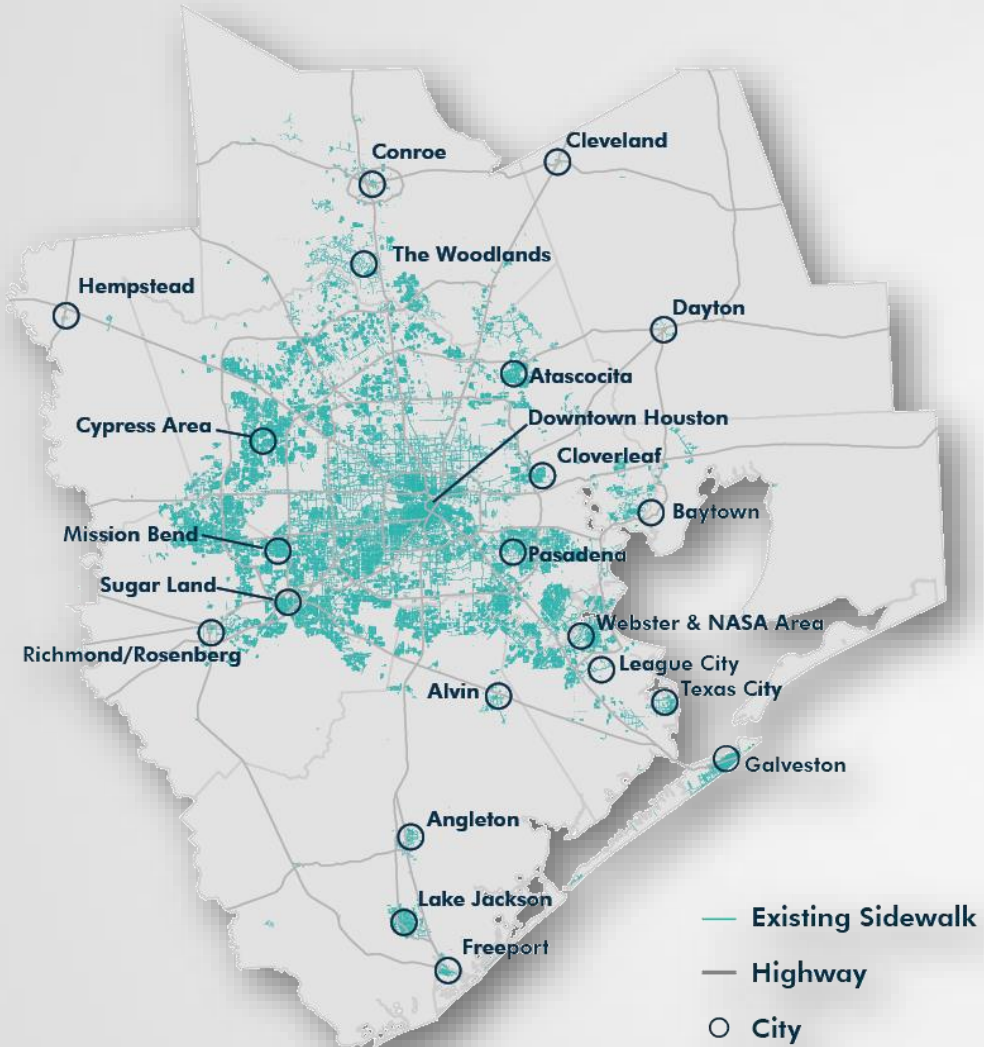 Cleveland
Conroe
The Woodlands
Hempstead
Dayton
Atascocita
Downtown Houston
Cypress Area
Cloverleaf
Baytown
Mission Bend
Pasadena
Sugar Land
Webster & NASA Area
Richmond/Rosenberg
League City
Texas City
Alvin
Galveston
Angleton
Lake Jackson
Freeport
Existing Sidewalk
Highway
City